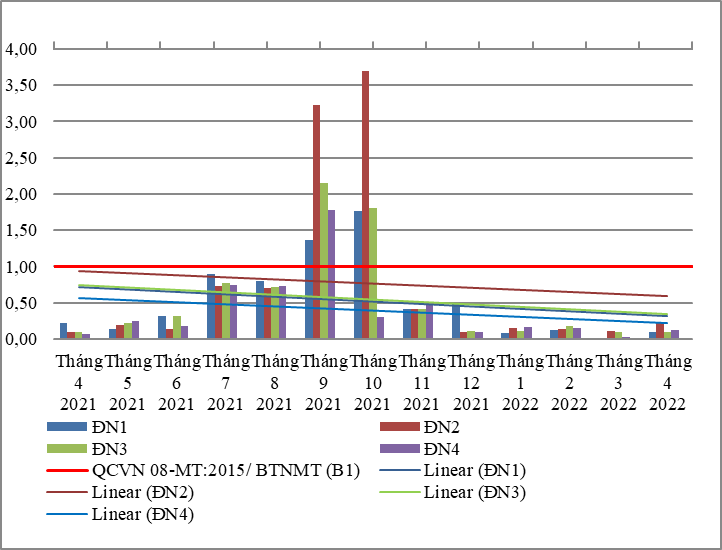 4,00
3,50
3,00
2,50
2,00
1,50
1,00
0,50
0,00
Tháng Tháng Tháng Tháng Tháng Tháng Tháng Tháng Tháng Tháng Tháng Tháng Tháng
4 5 6 7 8 9 10 11 12 1 2 3 4
2021 2021 2021 2021 2021 2021 2021 2021 2021 2022 2022 2022 2022
ĐN1 ĐN2
ĐN3 ĐN4
QCVN 08-MT:2015/ BTNMT (B1) Linear (ĐN1)
Linear (ĐN2) Linear (ĐN3)
Linear (ĐN4)